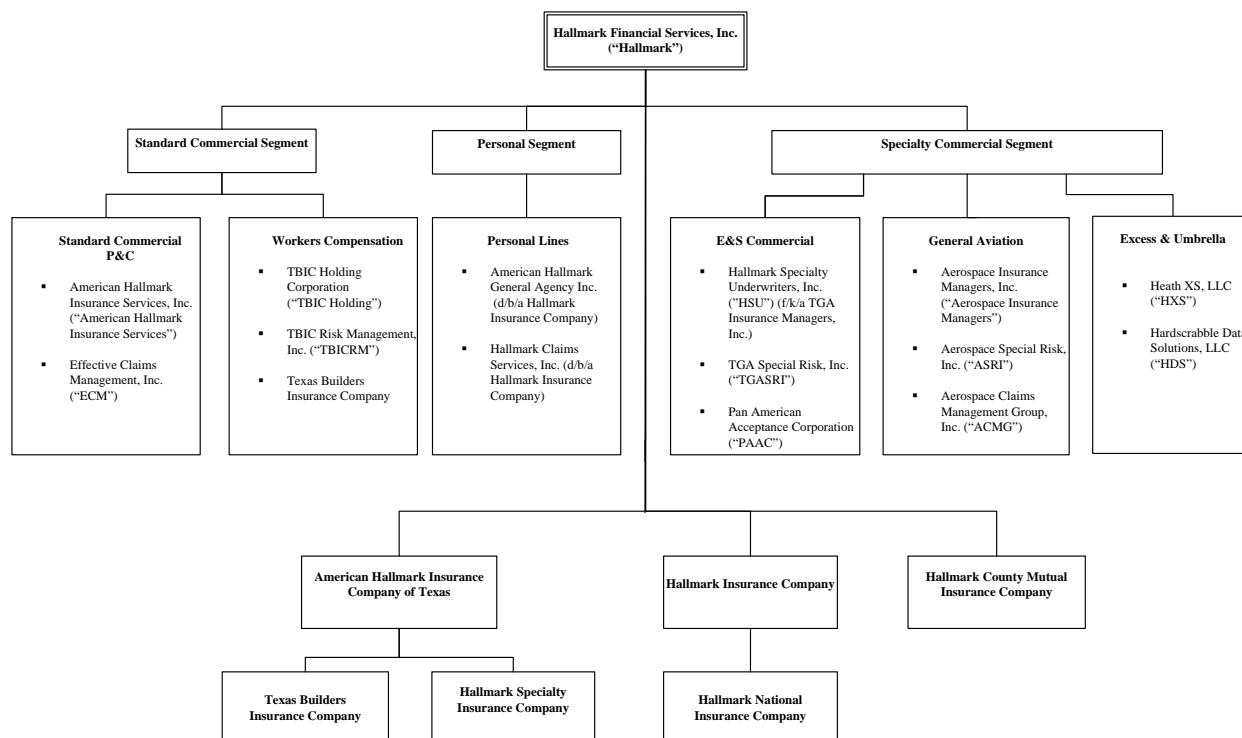 Hallmark Financial Services, Inc.
(“Hallmark”)
Standard Commercial Segment
Personal Segment
Specialty Commercial Segment
Standard Commercial
P&C
▪ American Hallmark
Insurance Services, Inc.
(“American Hallmark
Insurance Services”)
▪ Effective Claims
Management, Inc.
(“ECM”)
Workers Compensation
▪ TBIC Holding
Corporation
(“TBIC Holding”)
▪ TBIC Risk Management,
Inc. (“TBICRM”)
▪ Texas Builders
Insurance Company
Personal Lines
▪ American Hallmark
General Agency Inc.
(d/b/a Hallmark
Insurance Company)
▪ Hallmark Claims
Services, Inc. (d/b/a
Hallmark Insurance
Company)
E&S Commercial
▪ Hallmark Specialty
Underwriters, Inc.
("HSU”) (f/k/a TGA
Insurance Managers,
Inc.)
▪ TGA Special Risk, Inc.
(“TGASRI”)
▪ Pan American
Acceptance Corporation
(“PAAC”)
General Aviation
▪ Aerospace Insurance
Managers, Inc.
(“Aerospace Insurance
Managers”)
▪ Aerospace Special Risk,
Inc. (“ASRI”)
▪ Aerospace Claims
Management Group,
Inc. (“ACMG”)
Excess & Umbrella
▪ Heath XS, LLC
(“HXS”)
▪ Hardscrabble Data
Solutions, LLC
(“HDS”)
American Hallmark Insurance
Company of Texas
Hallmark Insurance Company
Hallmark County Mutual
Insurance Company
Texas Builders
Insurance Company
Hallmark Specialty
Insurance Company
Hallmark National
Insurance Company